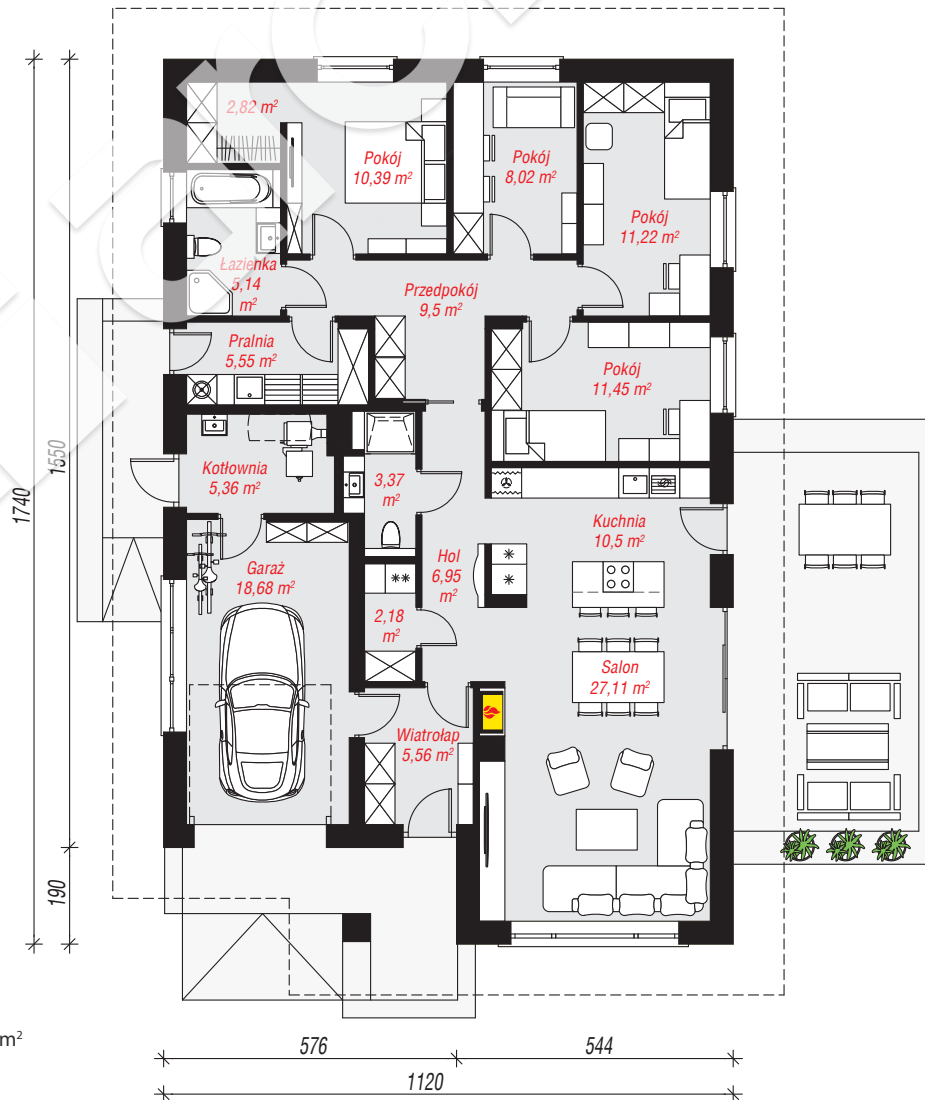 2,82 m²
Pokój
10,39 m²
Pokój
8,02 m²
Pokój
11,22 m²
Łazienka
5,14
m²
Przedpokój
9,5 m²
Pralnia
5,55 m²
Pokój
11,45 m²
Kotłownia
5,36 m²
3,37
m²
Kuchnia
10,5 m²
Hol
6,95
m²
Garaż
18,68 m²
2,18
m²
Salon
27,11 m²
Wiatrołap
5,56 m²
1740
1550
190
m²
576
544
1120